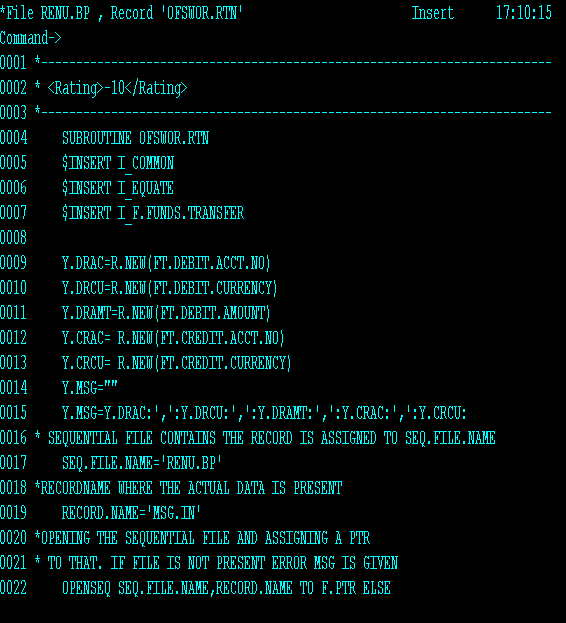 *File RENU.BP , Record 'OFSWOR.RTN' Insert 17:10:15
Command->
0001 *-------------------------------------------------------------------------
0002 * <Rating>-10</Rating>
0003 *-------------------------------------------------------------------------
0004 SUBROUTINE OFSWOR.RTN
0005 $INSERT I_COMMON
0006 $INSERT I_EQUATE
0007 $INSERT I_F.FUNDS.TRANSFER
0008
0009 Y.DRAC=R.NEW(FT.DEBIT.ACCT.NO)
0010 Y.DRCU=R.NEW(FT.DEBIT.CURRENCY)
0011 Y.DRAMT=R.NEW(FT.DEBIT.AMOUNT)
0012 Y.CRAC= R.NEW(FT.CREDIT.ACCT.NO)
0013 Y.CRCU= R.NEW(FT.CREDIT.CURRENCY)
0014 Y.MSG=""
0015 Y.MSG=Y.DRAC:',':Y.DRCU:',':Y.DRAMT:',':Y.CRAC:',':Y.CRCU:
0016 * SEQUENTIAL FILE CONTAINS THE RECORD IS ASSIGNED TO SEQ.FILE.NAME
0017 SEQ.FILE.NAME='RENU.BP'
0018 *RECORDNAME WHERE THE ACTUAL DATA IS PRESENT
0019 RECORD.NAME='MSG.IN'
0020 *OPENING THE SEQUENTIAL FILE AND ASSIGNING A PTR
0021 * TO THAT. IF FILE IS NOT PRESENT ERROR MSG IS GIVEN
0022 OPENSEQ SEQ.FILE.NAME,RECORD.NAME TO F.PTR ELSE